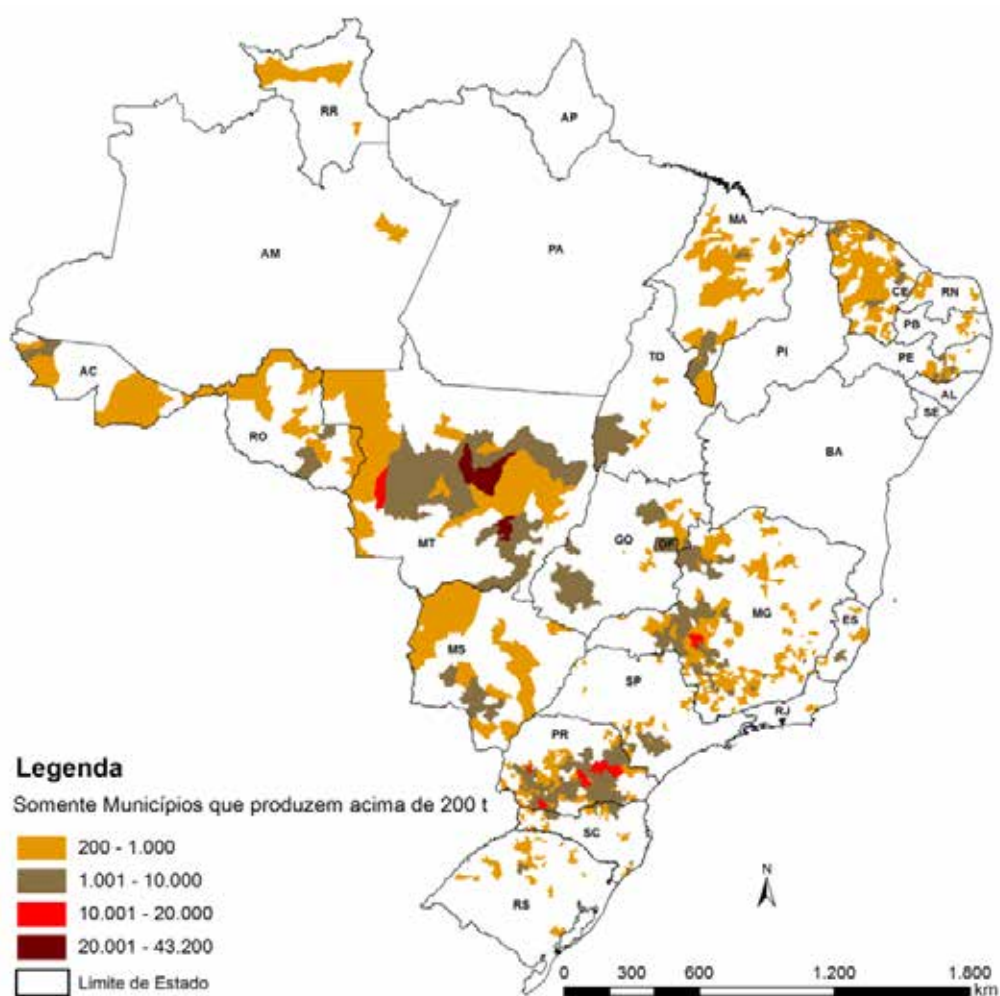 RR
AP
AM
PA
MA
CE
RN
PB
PI
TO
PE
AC
AL
SE
RO
BA
MT
GO
DF
MG
ES
MS
SP
RJ
PR
SC
RS
N
Legenda
Somente Municípios que produzem acima de 200 t
200 - 1.000
1.001 - 10.000
10.001 - 20.000
20.001 - 43.200
Limite de Estado
0 300 600 1.200 1.800
km